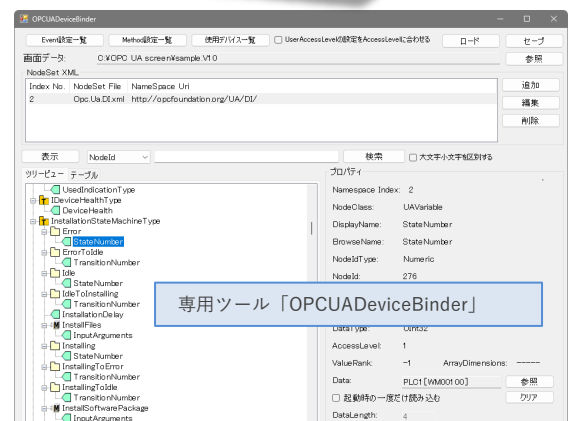 OPCUADeviceBinder
Event設定一覧 Method設定一覧 使用デバイス一覧 UserAccessLevelの設定をAccessLevelに合わせる ロード セーブ
画面データ: C:¥OPC UA screen¥sample.V10 参照
NodeSet XML
Index No. NodeSet File NameSpace Uri
2 Opc.Ua.DI.xml http://opcfoundation.org/UA/DI/
追加
編集
削除
表示 NodeId 検索 大文字小文字を区別する
ツリービュー テーブル
UsedIndicationType
IDeviceHealthType
DeviceHealth
InstallationStateMachineType
Error
StateNumber
ErrorToIdle
TransitionNumber
Idle
StateNumber
IdleToInstalling
TransitionNumber
InstallationDelay
InstallFiles
InputArguments
Installing
StateNumber
InstallingToError
TransitionNumber
InstallingToIdle
TransitionNumber
InstallSoftwarePackage
InputArguments
プロパティ
Namespace Index: 2
NodeClass: UAVariable
DisplayName: StateNumber
BrowseName: StateNumber
NodeIdType: Numeric
NodeId: 276
専用ツール「OPCUADeviceBinder」
DataType: UInt32
AccessLevel: 1
ValueRank: -1 ArrayDimensions: -----
Data: PLC1[WM00100] 参照
起動時の一度だけ読み込む クリア
DataLength: 4